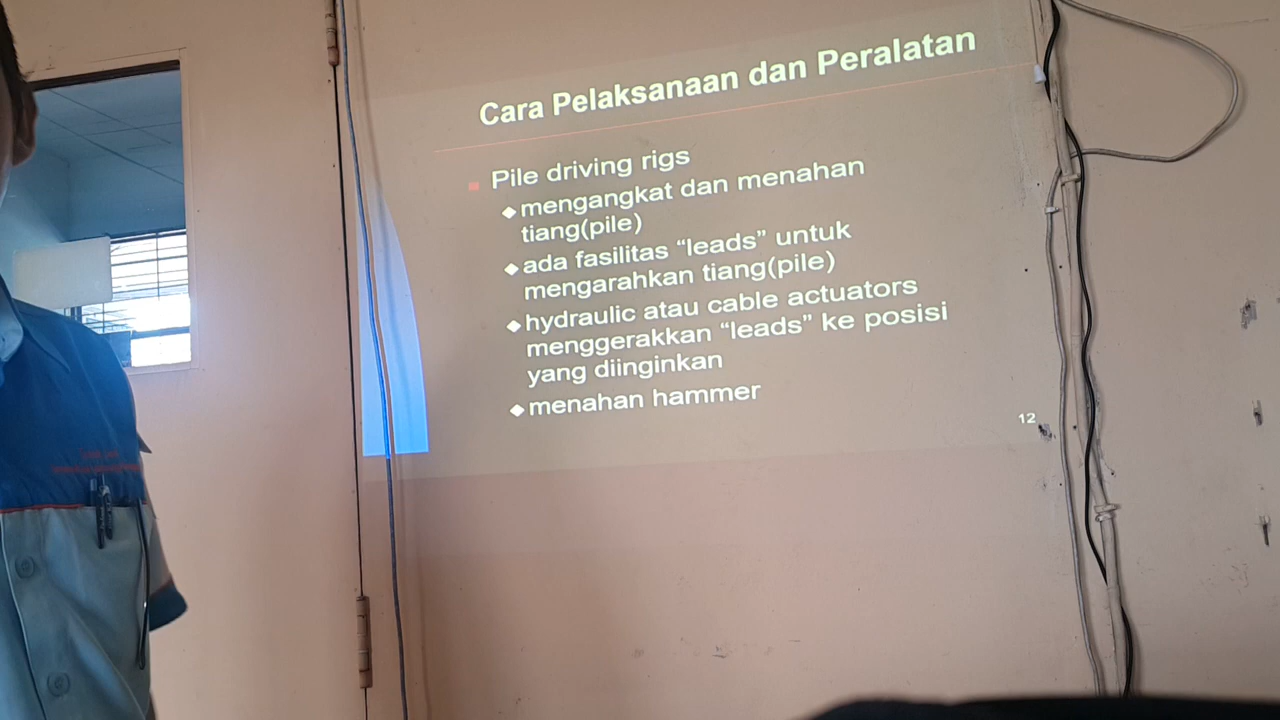 Cara Pelaksanaan dan Peralatan
Pile driving rigs
mengangkat dan menahan
tiang(pile)
ada fasilitas “leads” untuk
mengarahkan tiang(pile)
hydraulic atau cable actuators
menggerakkan “leads” ke posisi
yang diinginkan
menahan hammer
12